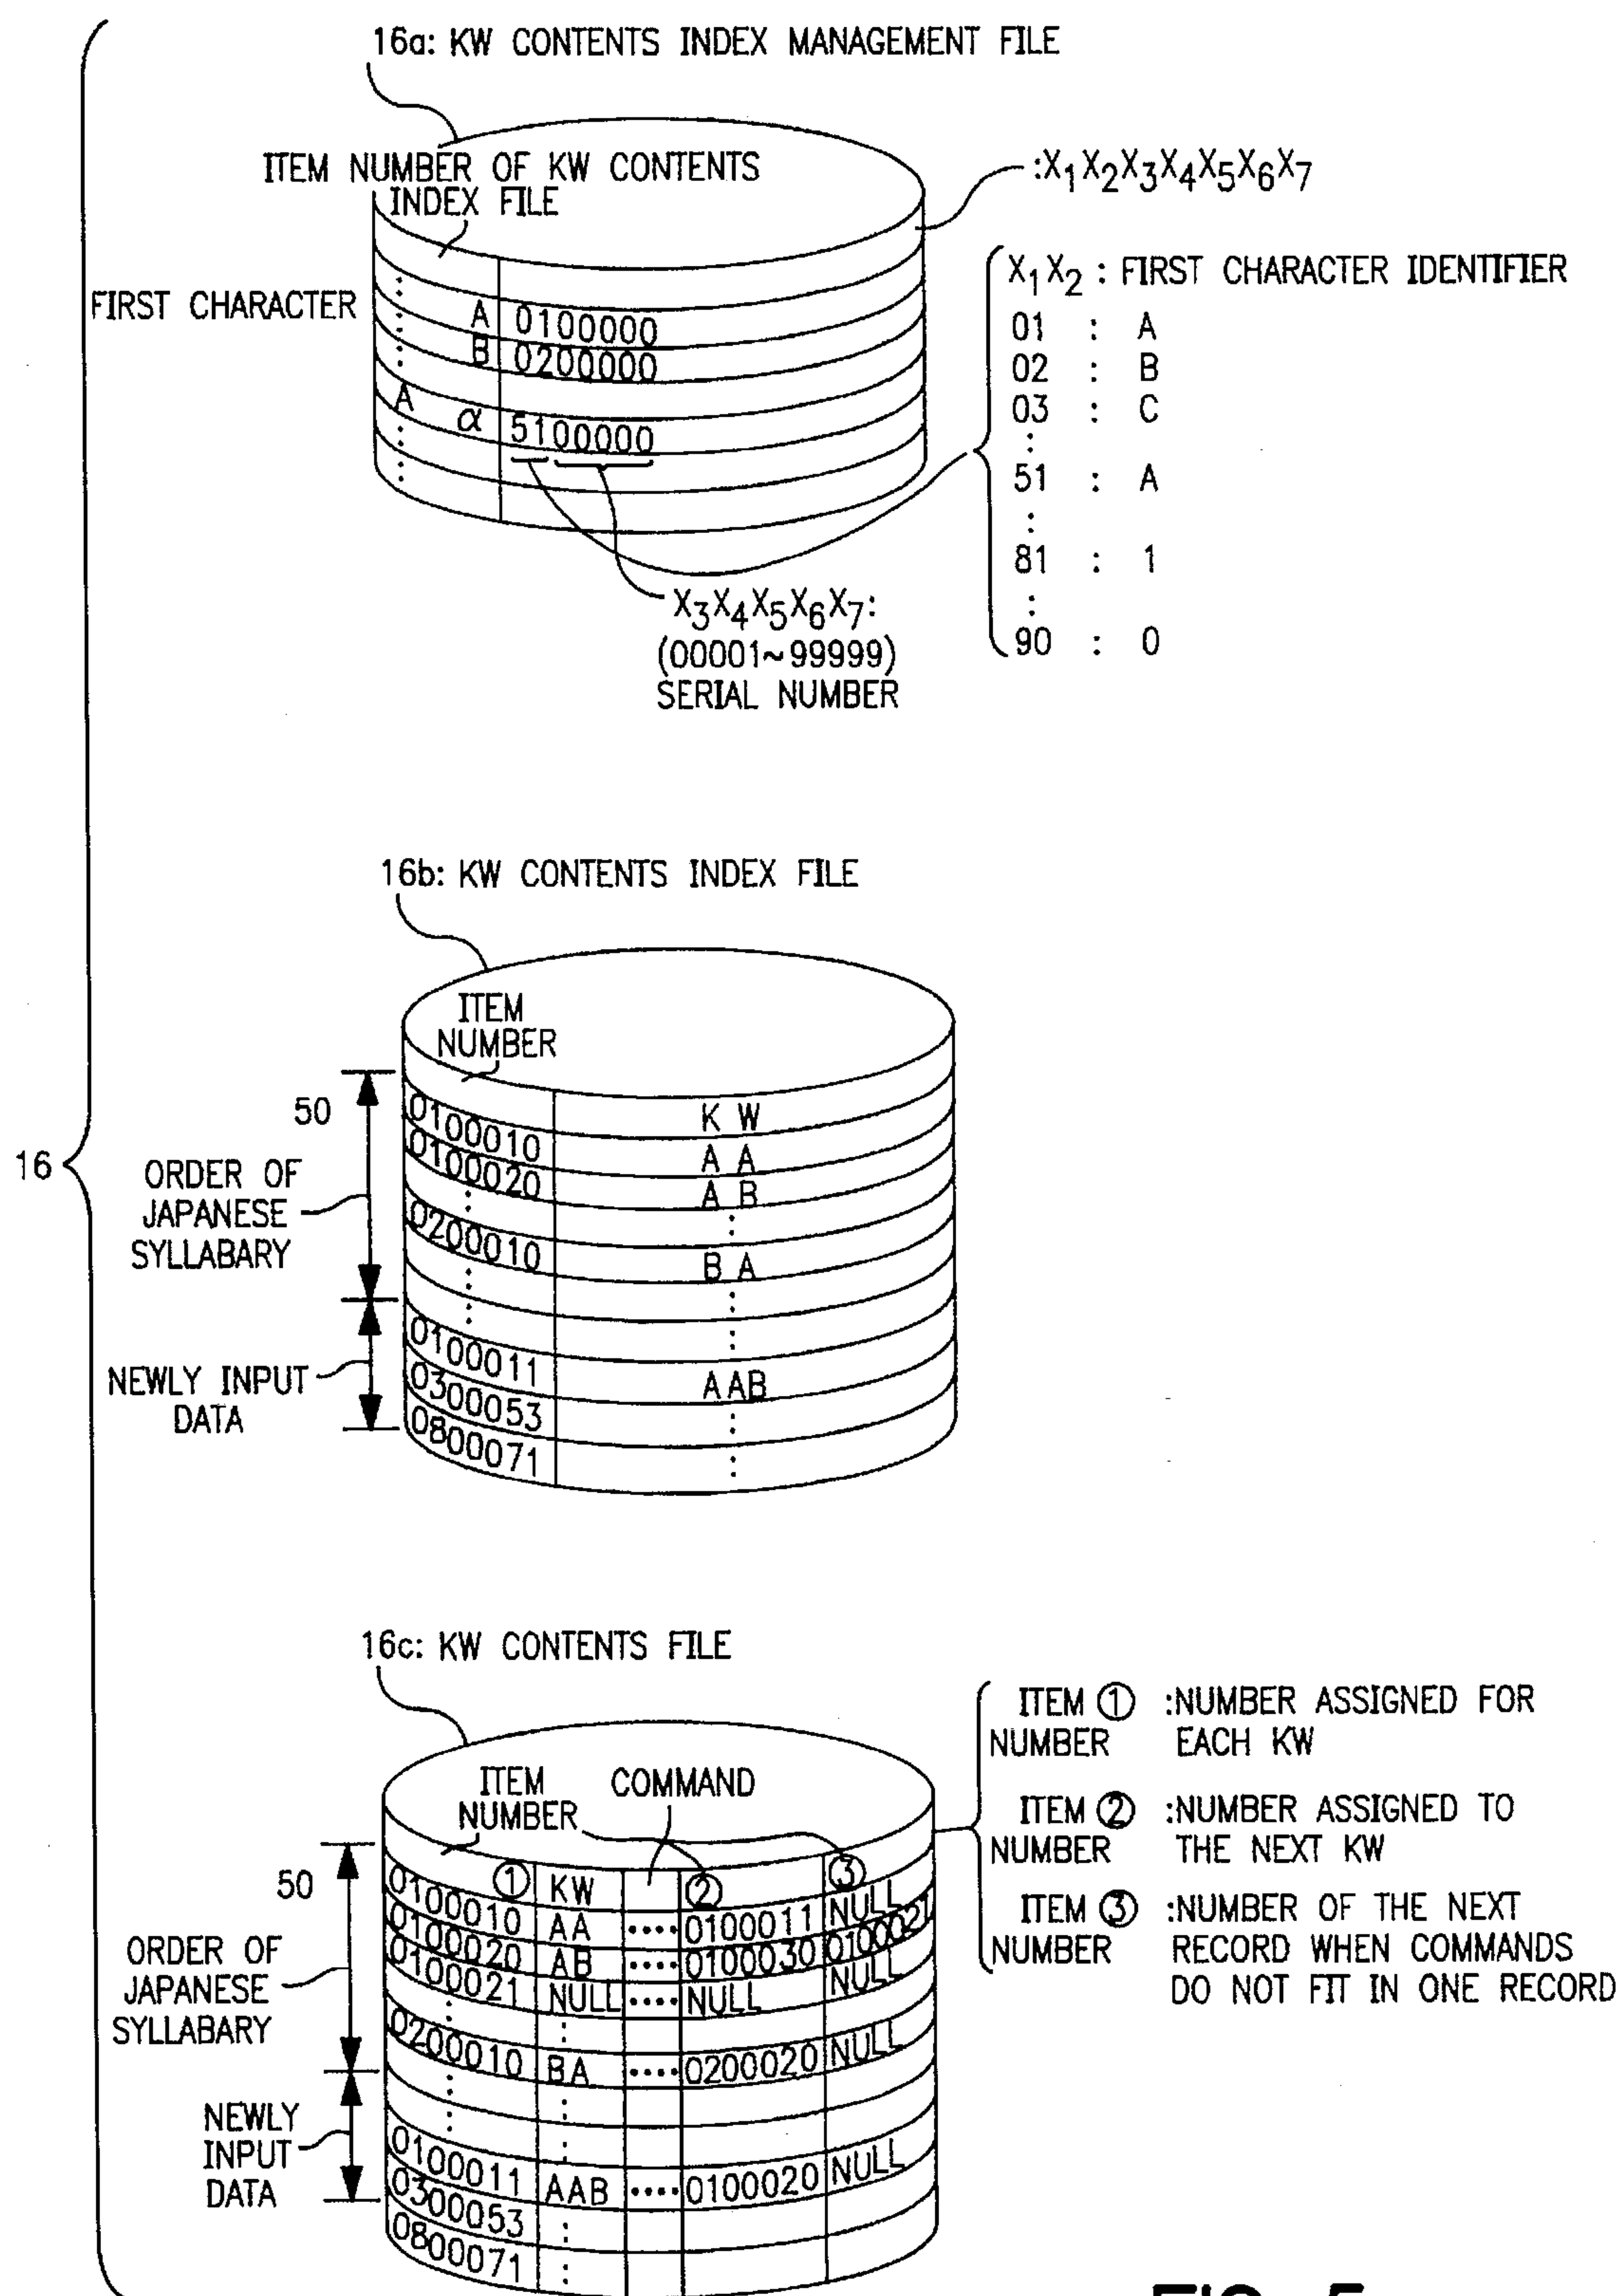 16a: KW CONTENTS INDEX MANAGEMENT FILE
ITEM NUMBER OF KW CONTENTS
INDEX FILE
:X1X2X3X4X5X6X7
FIRST CHARACTER
A 0100000
B 0200000
A α 5100000
X1X2 : FIRST CHARACTER IDENTIFIER
01 : A
02 : B
03 : C
:
51 : A
:
81 : 1
:
90 : 0
X3X4X5X6X7:
(00001~99999)
SERIAL NUMBER
16
16b: KW CONTENTS INDEX FILE
ITEM
NUMBER
50
ORDER OF
JAPANESE
SYLLABARY
NEWLY INPUT
DATA
KW
0100010 AA
0100020 AB
0200010 BA
0100011 AAB
0300053
0800071
16c: KW CONTENTS FILE
ITEM
NUMBER
COMMAND
50
ORDER OF
JAPANESE
SYLLABARY
NEWLY
INPUT
DATA
① KW ② ③
0100010 AA .... 0100011 NULL
0100020 AB .... 0100030 0100021
0100021 NULL .... NULL NULL
0200010 BA .... 0200020 NULL
0100011 AAB .... 0100020 NULL
0300053
0800071
ITEM ① :NUMBER ASSIGNED FOR
NUMBER EACH KW
ITEM ② :NUMBER ASSIGNED TO
NUMBER THE NEXT KW
ITEM ③ :NUMBER OF THE NEXT
NUMBER RECORD WHEN COMMANDS
DO NOT FIT IN ONE RECORD